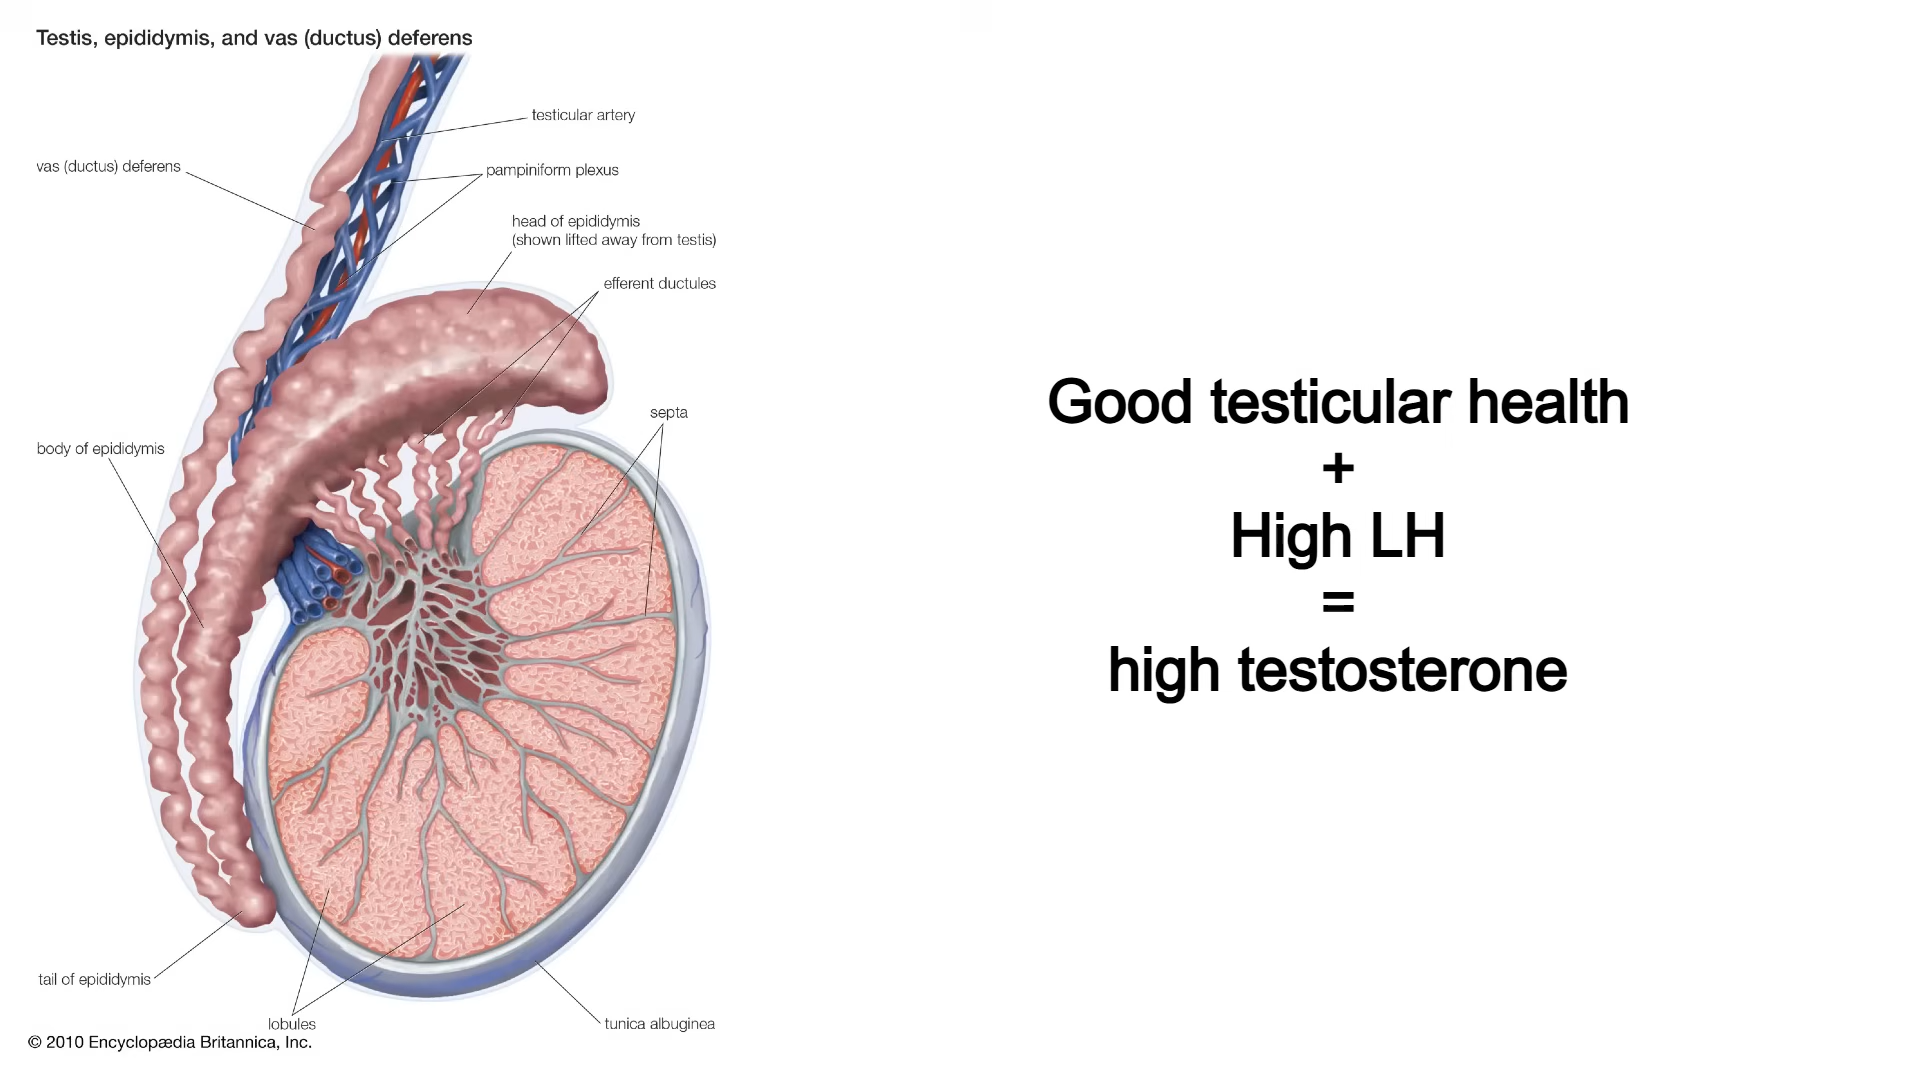 Testis, epididymis, and vas (ductus) deferens
testicular artery
vas (ductus) deferens
pampiniform plexus
head of epididymis
(shown lifted away from testis)
efferent ductules
septa
body of epididymis
tail of epididymis
lobules
tunica albuginea
© 2010 Encyclopædia Britannica, Inc.
Good testicular health
+
High LH
=
high testosterone